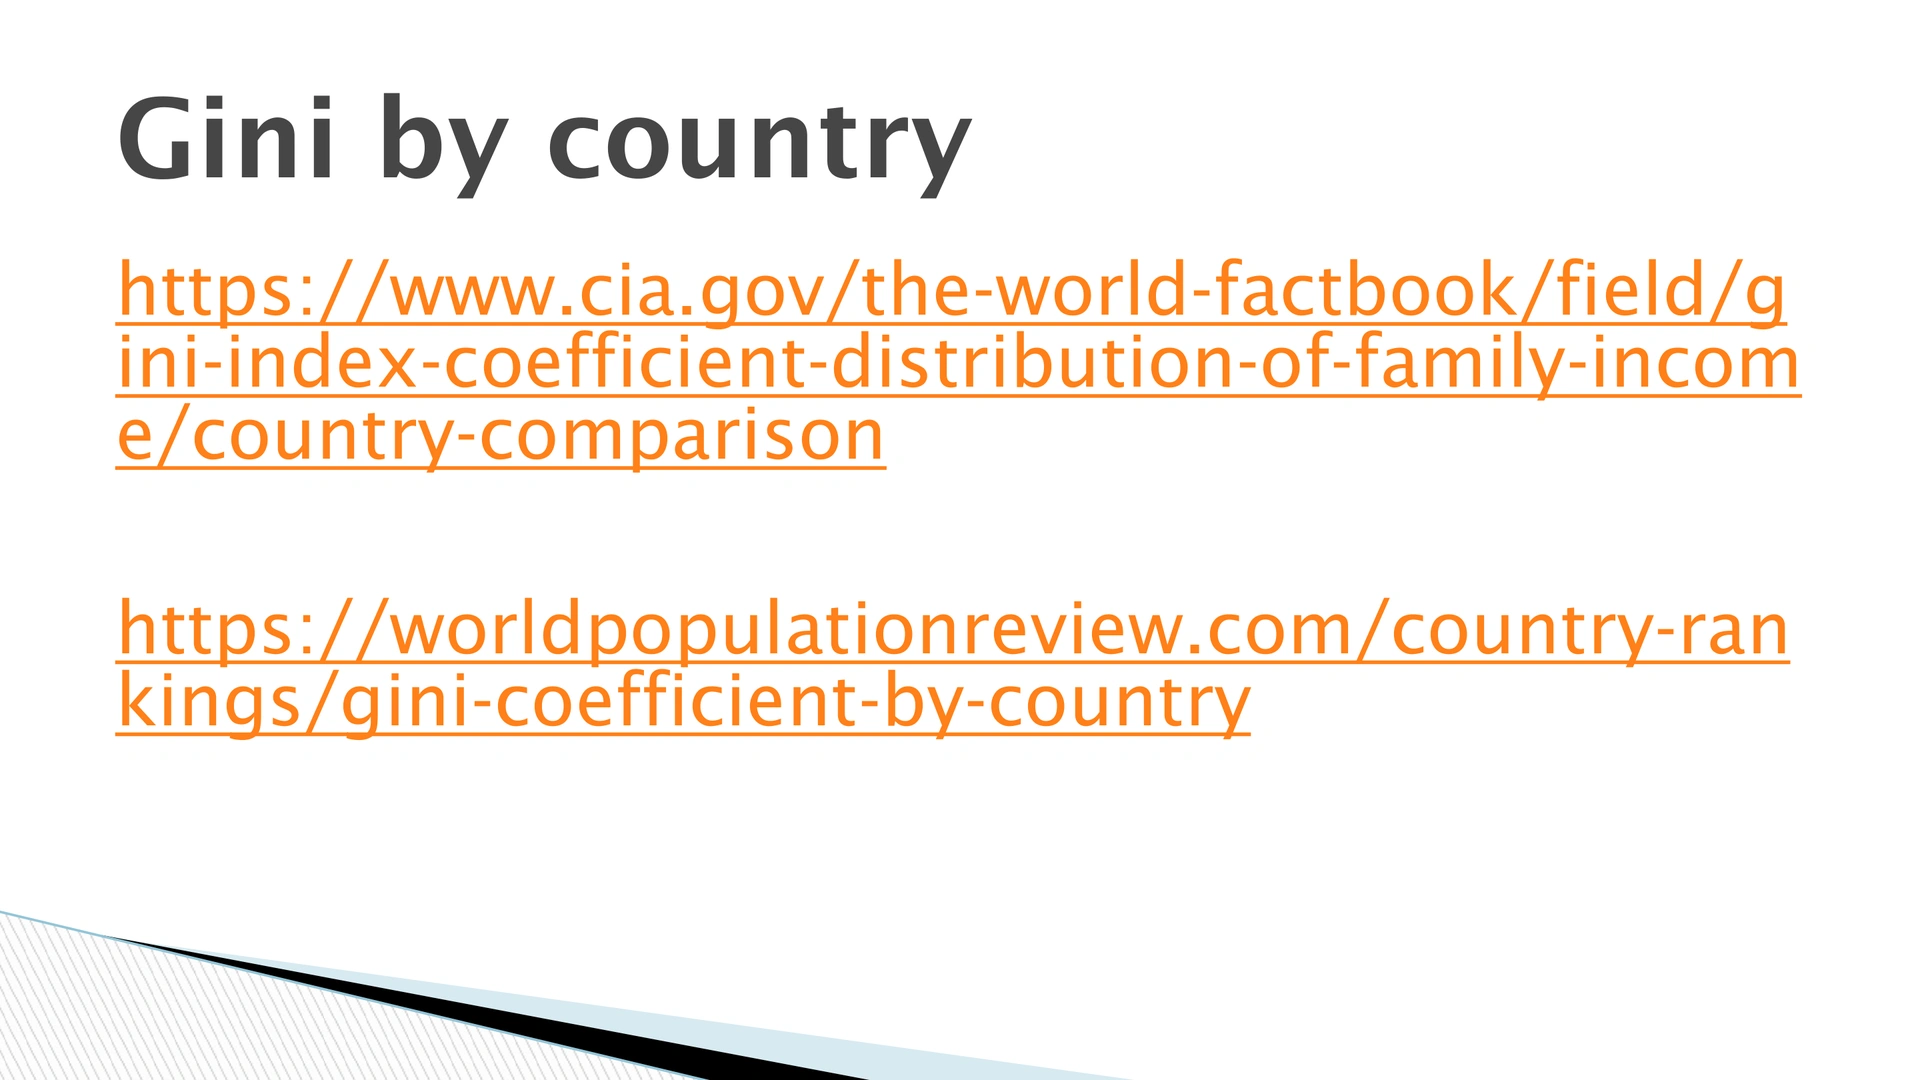 Gini by country
https://www.cia.gov/the-world-factbook/field/g
ini-index-coefficient-distribution-of-family-incom
e/country-comparison
https://worldpopulationreview.com/country-ran
kings/gini-coefficient-by-country